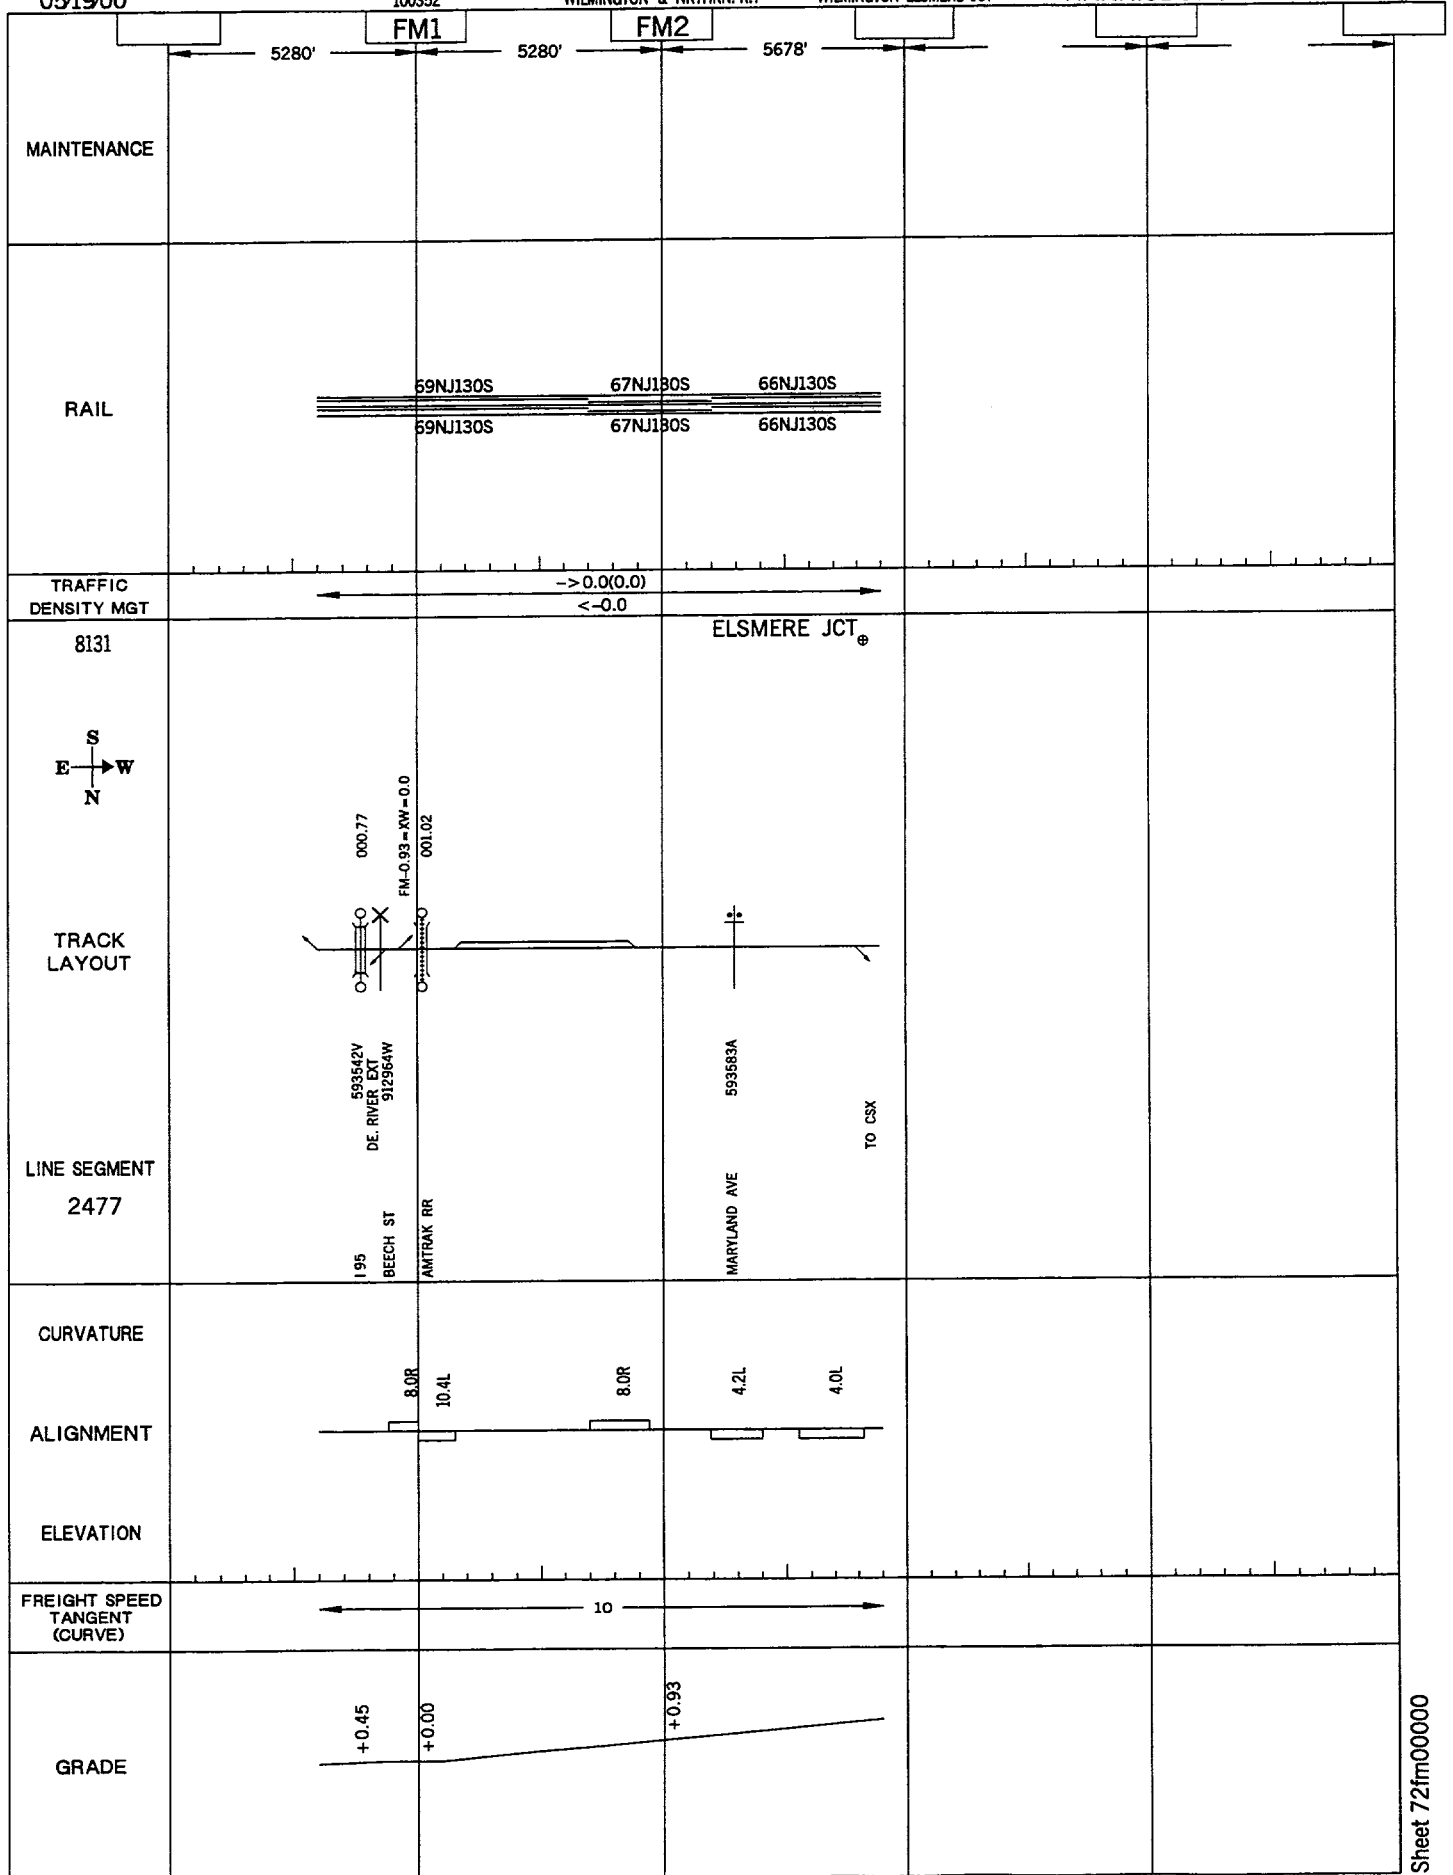 05/19/00
100352
FM1
FM2
5280'
5280'
5678'
MAINTENANCE
RAIL
69NJ130S
67NJ130S
66NJ130S
69NJ130S
67NJ130S
66NJ130S
TRAFFIC
DENSITY MGT
->0.0(0.0)
<-0.0
8131
ELSMERE JCT
S
E W
N
000.77
FM-0.93=XW=0.0
001.02
TRACK
LAYOUT
593542V
DE. RIVER EXT
912964W
593583A
TO CSX
LINE SEGMENT
2477
I 95
BEECH ST
AMTRAK RR
MARYLAND AVE
CURVATURE
8.0R
10.4L
8.0R
4.2L
4.0L
ALIGNMENT
ELEVATION
FREIGHT SPEED
TANGENT
(CURVE)
10
+0.45
+0.00
+0.93
GRADE
Sheet 72fm00000